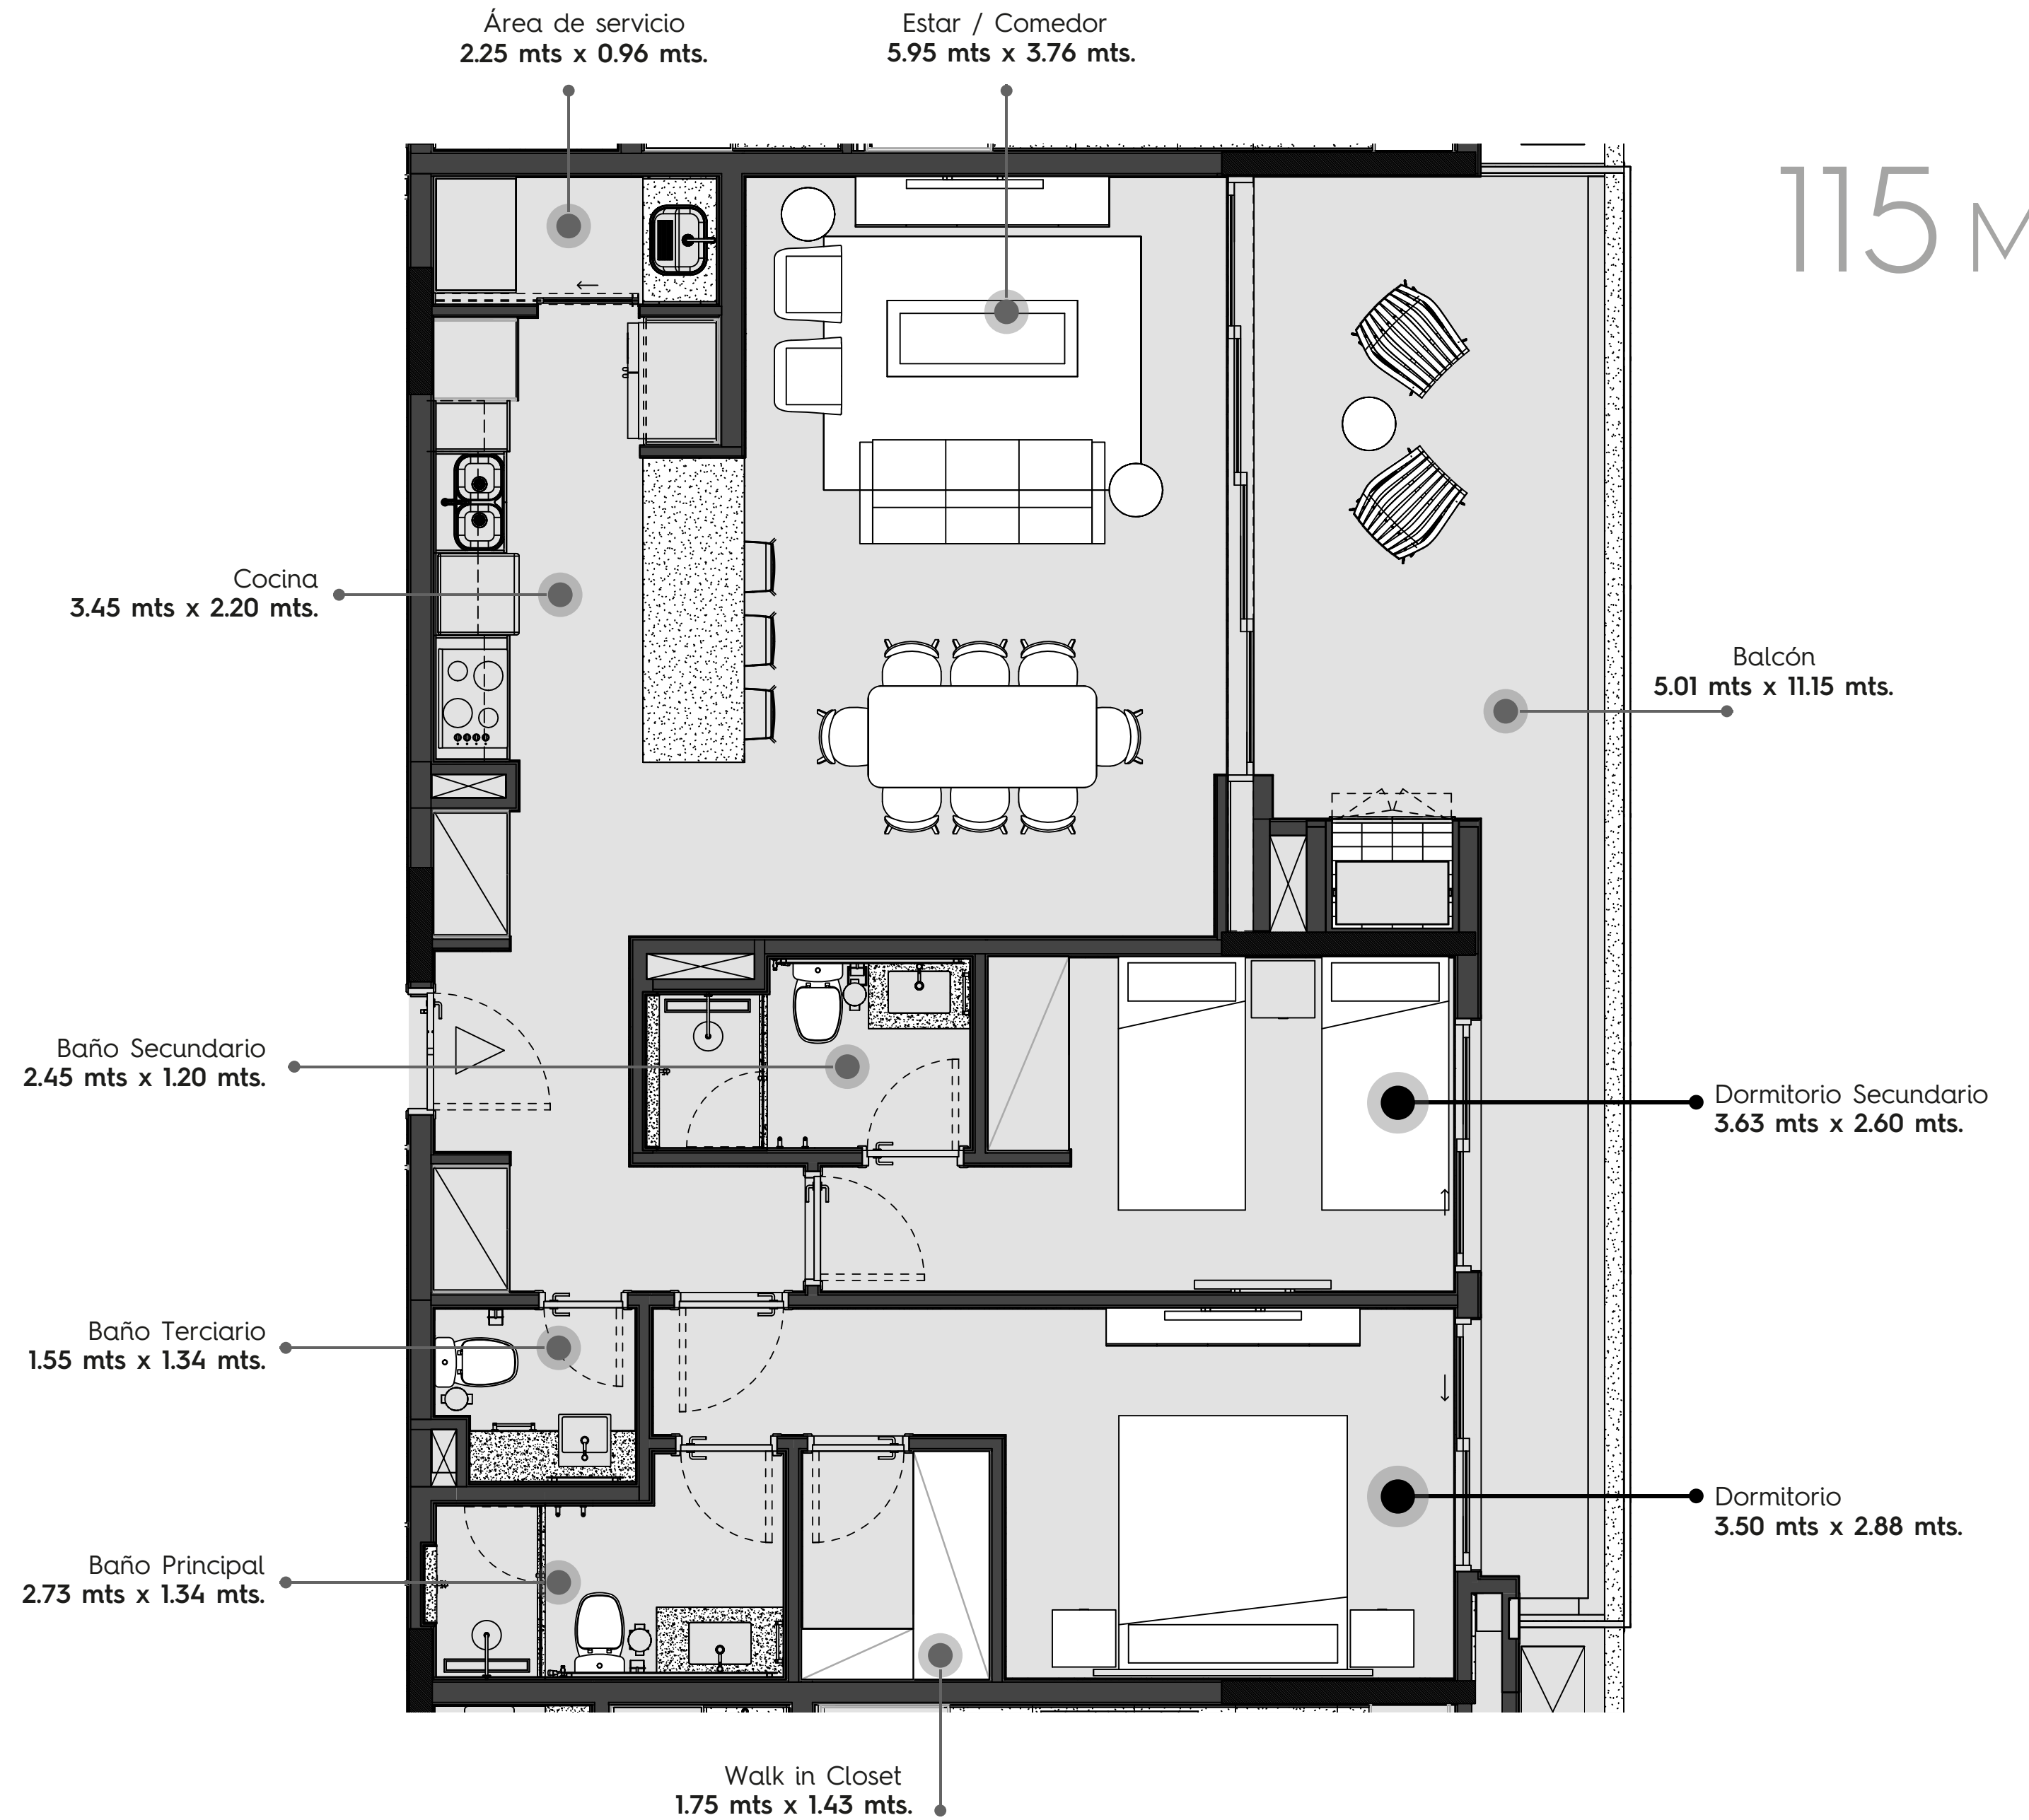 Área de servicio
2.25 mts x 0.96 mts.
Estar / Comedor
5.95 mts x 3.76 mts.
115 M
Cocina
3.45 mts x 2.20 mts.
Balcón
5.01 mts x 11.15 mts.
Baño Secundario
2.45 mts x 1.20 mts.
Dormitorio Secundario
3.63 mts x 2.60 mts.
Baño Terciario
1.55 mts x 1.34 mts.
Dormitorio
3.50 mts x 2.88 mts.
Baño Principal
2.73 mts x 1.34 mts.
Walk in Closet
1.75 mts x 1.43 mts.